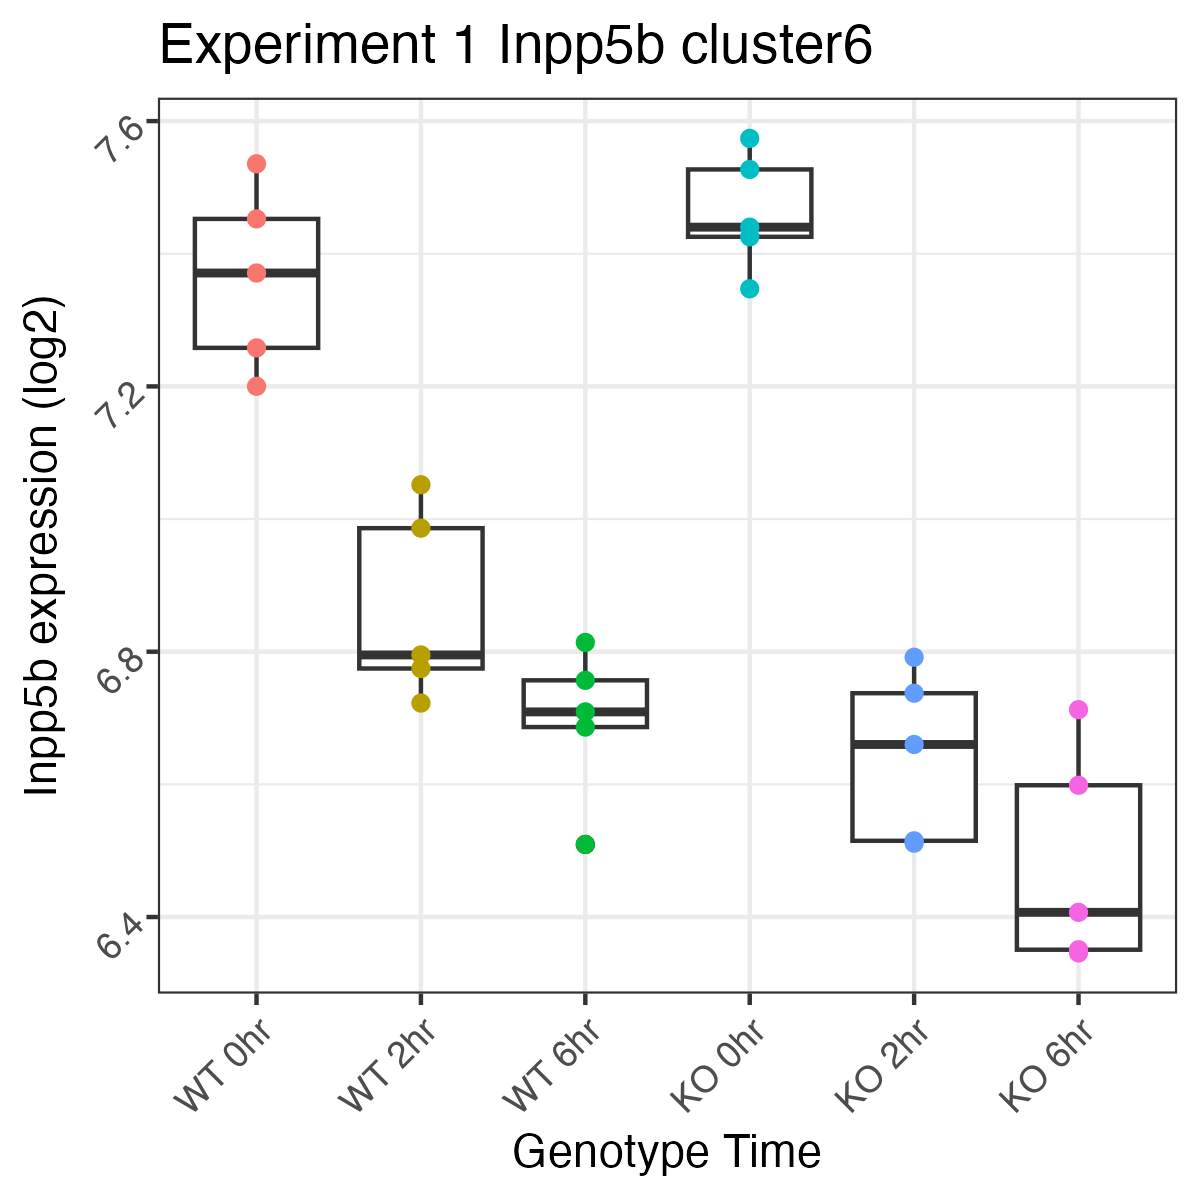 Experiment 1 Inpp5b cluster6
Inpp5b expression (log2)
7.6
7.2
6.8
6.4
WT 0hr
WT 2hr
WT 6hr
KO 0hr
KO 2hr
KO 6hr
Genotype Time